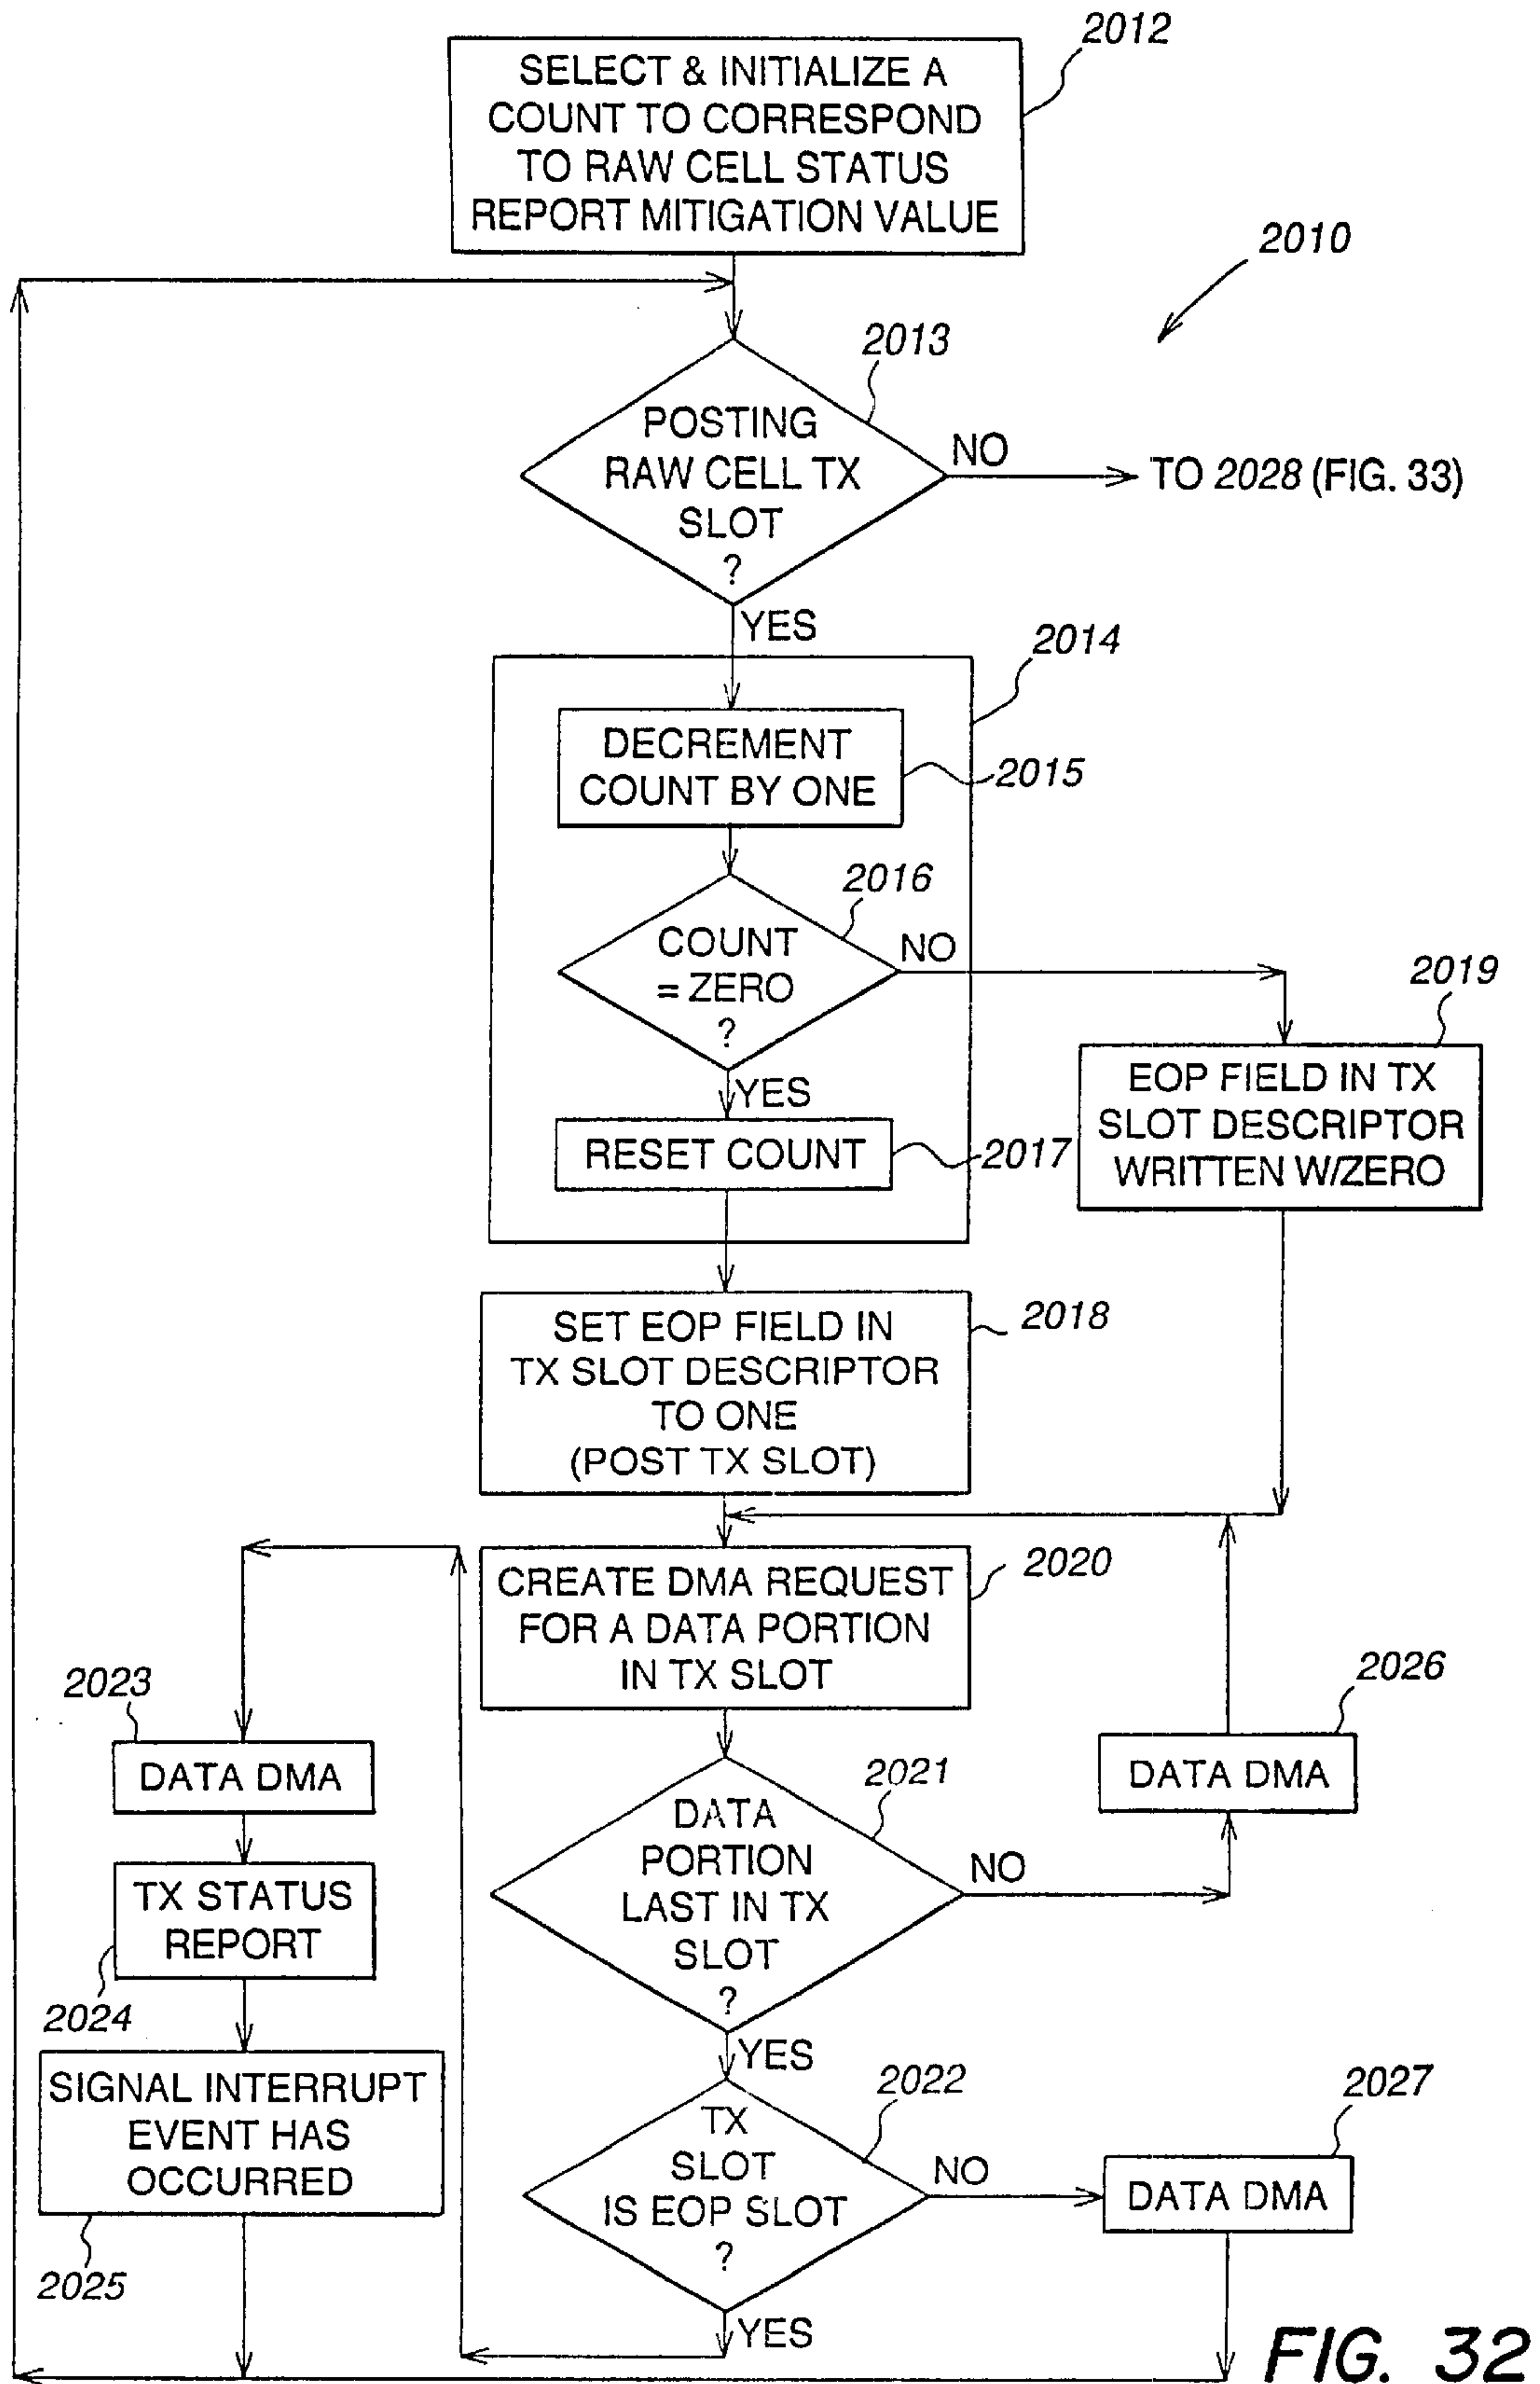 2012
SELECT & INITIALIZE A
COUNT TO CORRESPOND
TO RAW CELL STATUS
REPORT MITIGATION VALUE
2010
2013
POSTING
RAW CELL TX
SLOT
?
NO
TO 2028 (FIG. 33)
YES
2014
DECREMENT
COUNT BY ONE
2015
2016
COUNT
= ZERO
?
NO
YES
2019
EOP FIELD IN TX
SLOT DESCRIPTOR
WRITTEN W/ZERO
RESET COUNT
2017
SET EOP FIELD IN
TX SLOT DESCRIPTOR
TO ONE
(POST TX SLOT)
2018
CREATE DMA REQUEST
FOR A DATA PORTION
IN TX SLOT
2020
2023
DATA DMA
2026
DATA DMA
2021
DATA
PORTION
LAST IN TX
SLOT
?
NO
YES
TX STATUS
REPORT
2024
SIGNAL INTERRUPT
EVENT HAS
OCCURRED
2025
2022
TX
SLOT
IS EOP SLOT
?
NO
YES
2027
DATA DMA
FIG. 32